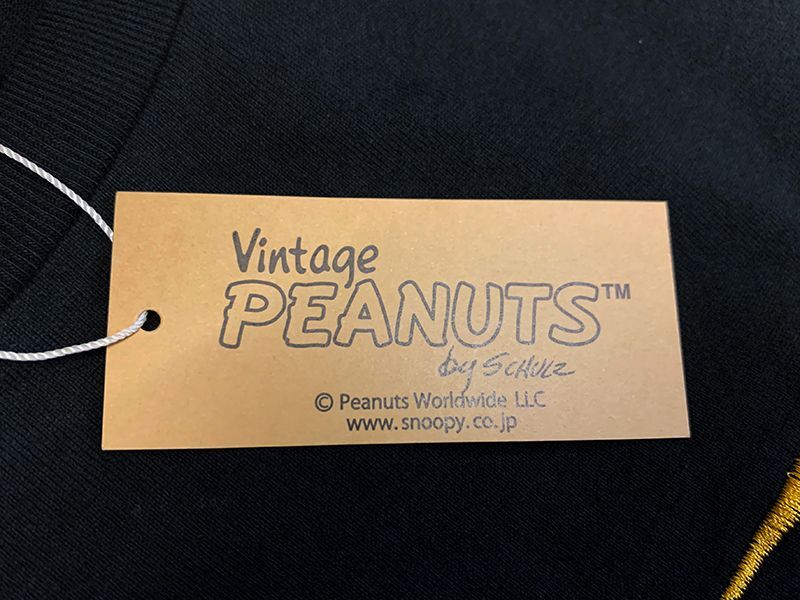 Vintage
PEANUTS™
by SCHULZ
© Peanuts Worldwide LLC
www.snoopy.co.jp